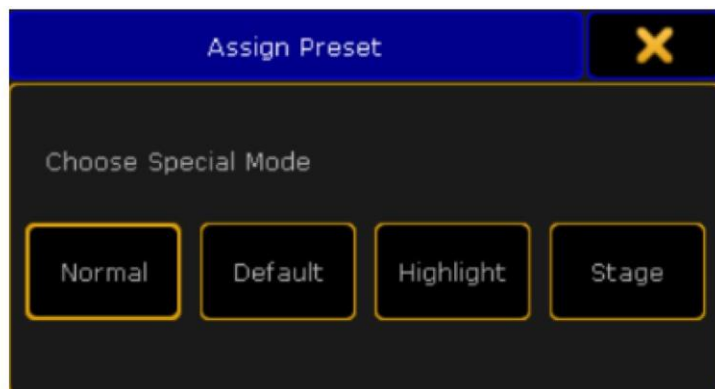 Assign Preset
Choose Special Mode
Normal Default Highlight Stage